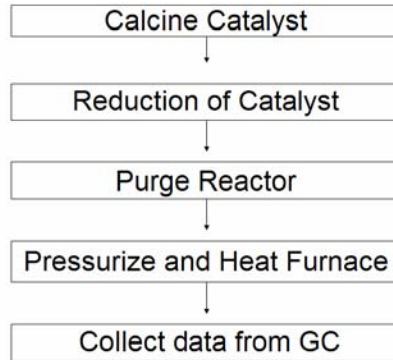 Calcine Catalyst
Reduction of Catalyst
Purge Reactor
Pressurize and Heat Furnace
Collect data from GC